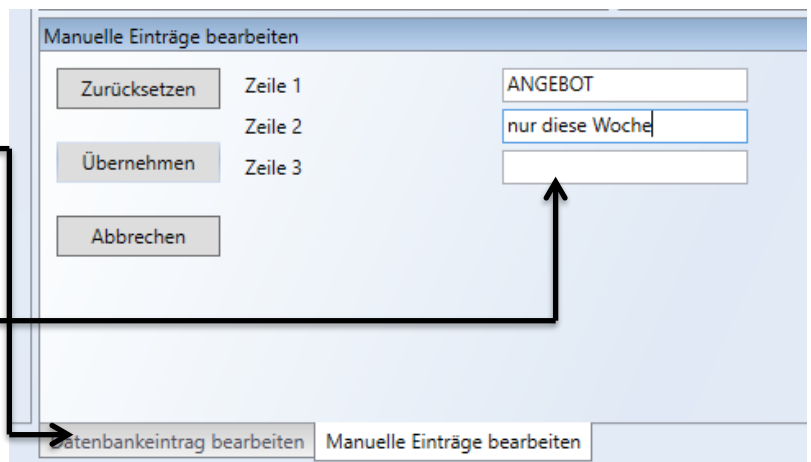 Manuelle Einträge bearbeiten
Zurücksetzen Zeile 1 ANGEBOT
Zeile 2 nur diese Woche
Übernehmen Zeile 3
Abbrechen
Datenbankeintrag bearbeiten Manuelle Einträge bearbeiten